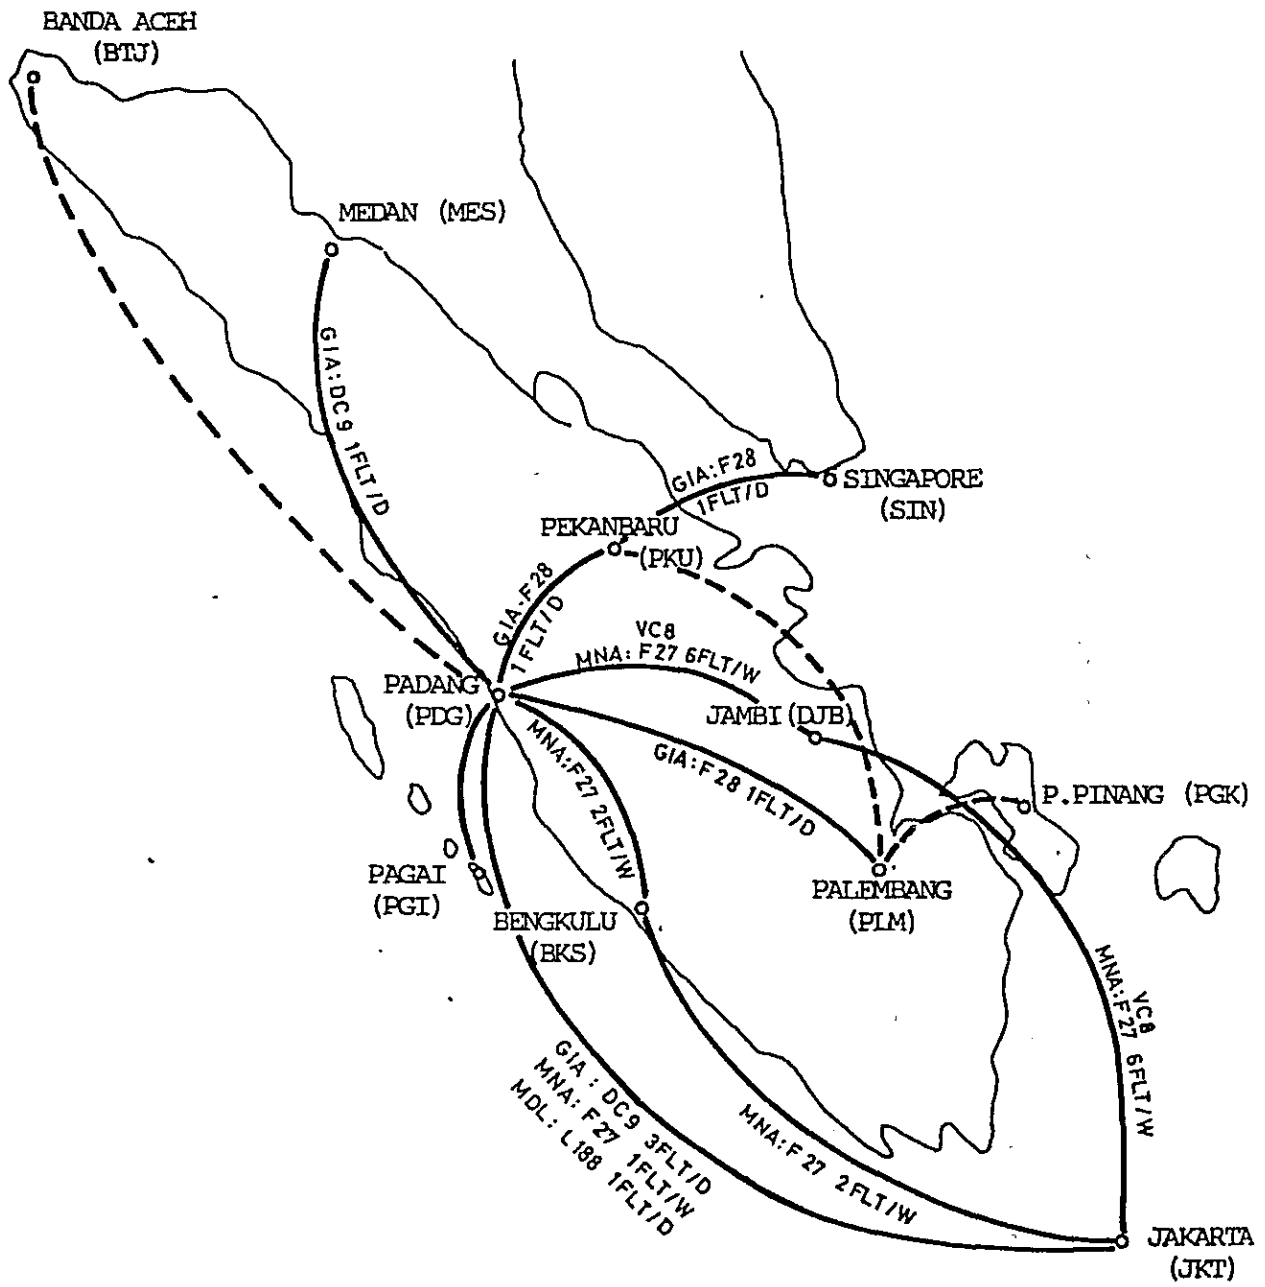 BANDA ACEH
(BTJ)
MEDAN (MES)
GIA:DC9 1FLT/D
GIA:F28
1FLT/D
SINGAPORE
(SIN)
PEKANBARU
(PKU)
GIA:F28
1FLT/D
VC8
MNA:F27 6FLT/W
PADANG
(PDG)
JAMBI(DJB)
MNA:F27 2FLT/W
GIA:F28 1FLT/D
P.PINANG (PGK)
PAGAI
(PGI)
PALEMBANG
(PLM)
BENGKULU
(BKS)
VC8
MNA:F27 6FLT/W
GIA : DC9 3FLT/D
MNA: F27 1FLT/W
MDL: L188 1FLT/D
MNA:F27 2FLT/W
JAKARTA
(JKT)